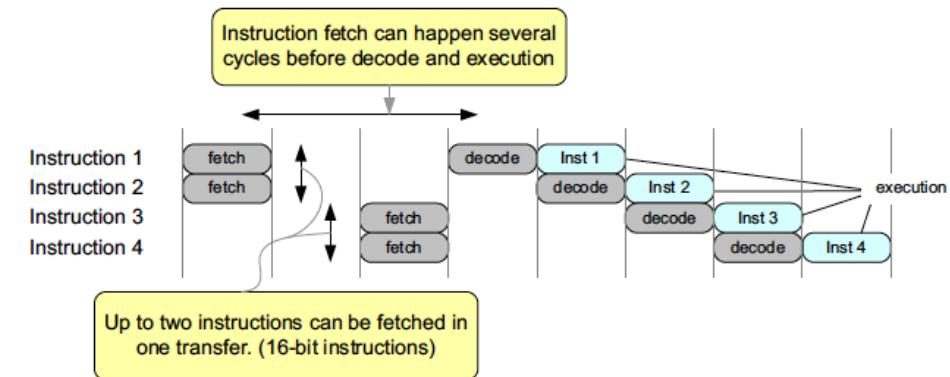 Instruction fetch can happen several
cycles before decode and execution
Instruction 1 fetch decode Inst 1
Instruction 2 fetch decode Inst 2 execution
Instruction 3 fetch decode Inst 3
Instruction 4 fetch decode Inst 4
Up to two instructions can be fetched in
one transfer. (16-bit instructions)